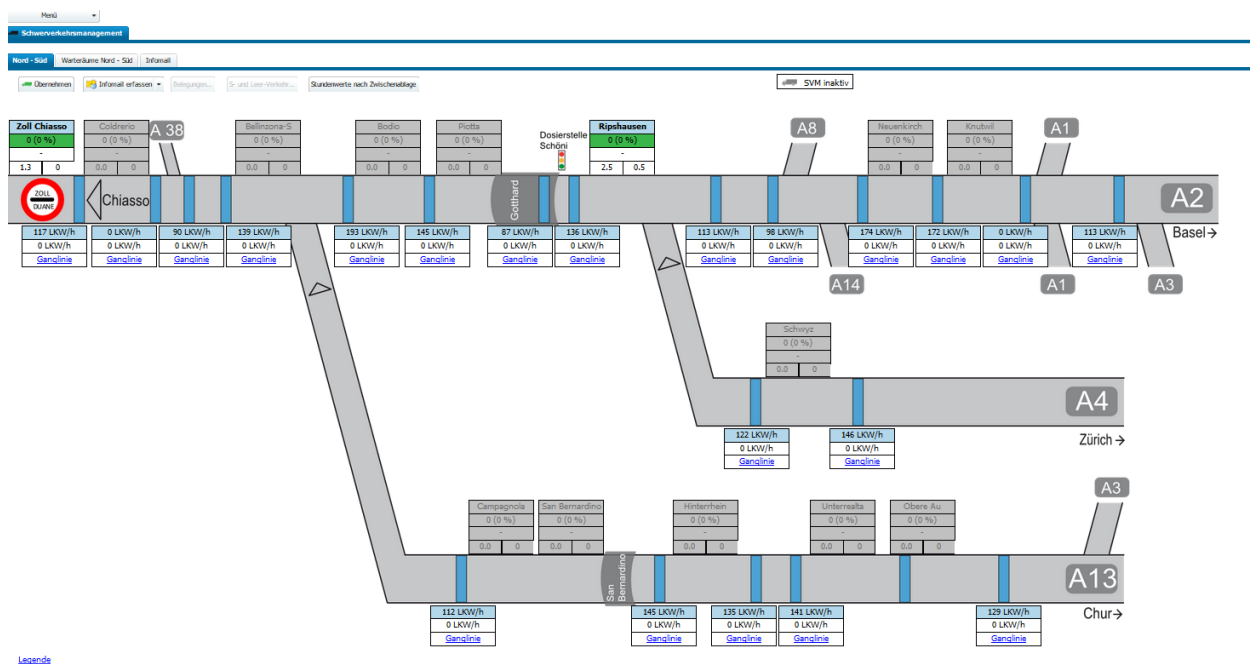 Menü
Schwerverkehrsmanagement
Nord - Süd Warteräume Nord - Süd Infomail
Übernehmen Infomail erfassen Belegungen... S- und Leer-Verkehr... Stundenwerte nach Zwischenablage
SVM inaktiv
Zoll Chiasso Coldrerio A 38 Bellinzona-S Bodio Piotta Dosierstelle Schöni Ripshausen A8 Neuenkirch Knutwil A1
0 (0 %) 0 (0 %) 0 (0 %) 0 (0 %) 0 (0 %) 0 (0 %) 0 (0 %) 0 (0 %)
- - - - - - - -
1.3 0 0.0 0 0.0 0 0.0 0 0.0 0 2.5 0.5 0.0 0 0.0 0
ZOLL
DUANE
Chiasso
Gotthard
A2
117 LKW/h 0 LKW/h 90 LKW/h 139 LKW/h 193 LKW/h 145 LKW/h 87 LKW/h 136 LKW/h 113 LKW/h 98 LKW/h 174 LKW/h 172 LKW/h 0 LKW/h 113 LKW/h Basel→
0 LKW/h 0 LKW/h 0 LKW/h 0 LKW/h 0 LKW/h 0 LKW/h 0 LKW/h 0 LKW/h 0 LKW/h 0 LKW/h 0 LKW/h 0 LKW/h 0 LKW/h 0 LKW/h
Ganglinie Ganglinie Ganglinie Ganglinie Ganglinie Ganglinie Ganglinie Ganglinie Ganglinie Ganglinie Ganglinie Ganglinie Ganglinie Ganglinie
A14 A1 A3
Schwyz
0 (0 %)
-
0.0 0
A4
122 LKW/h 146 LKW/h
0 LKW/h 0 LKW/h
Ganglinie Ganglinie
Zürich →
A3
Campagnola San Bernardino Hinterrhein Unterrealta Obere Au
0 (0 %) 0 (0 %) 0 (0 %) 0 (0 %) 0 (0 %)
- - - - -
0.0 0 0.0 0 0.0 0 0.0 0 0.0 0
San
Bernardino
A13
112 LKW/h 145 LKW/h 135 LKW/h 141 LKW/h 129 LKW/h
0 LKW/h 0 LKW/h 0 LKW/h 0 LKW/h 0 LKW/h
Ganglinie Ganglinie Ganglinie Ganglinie Ganglinie
Chur→
Legende